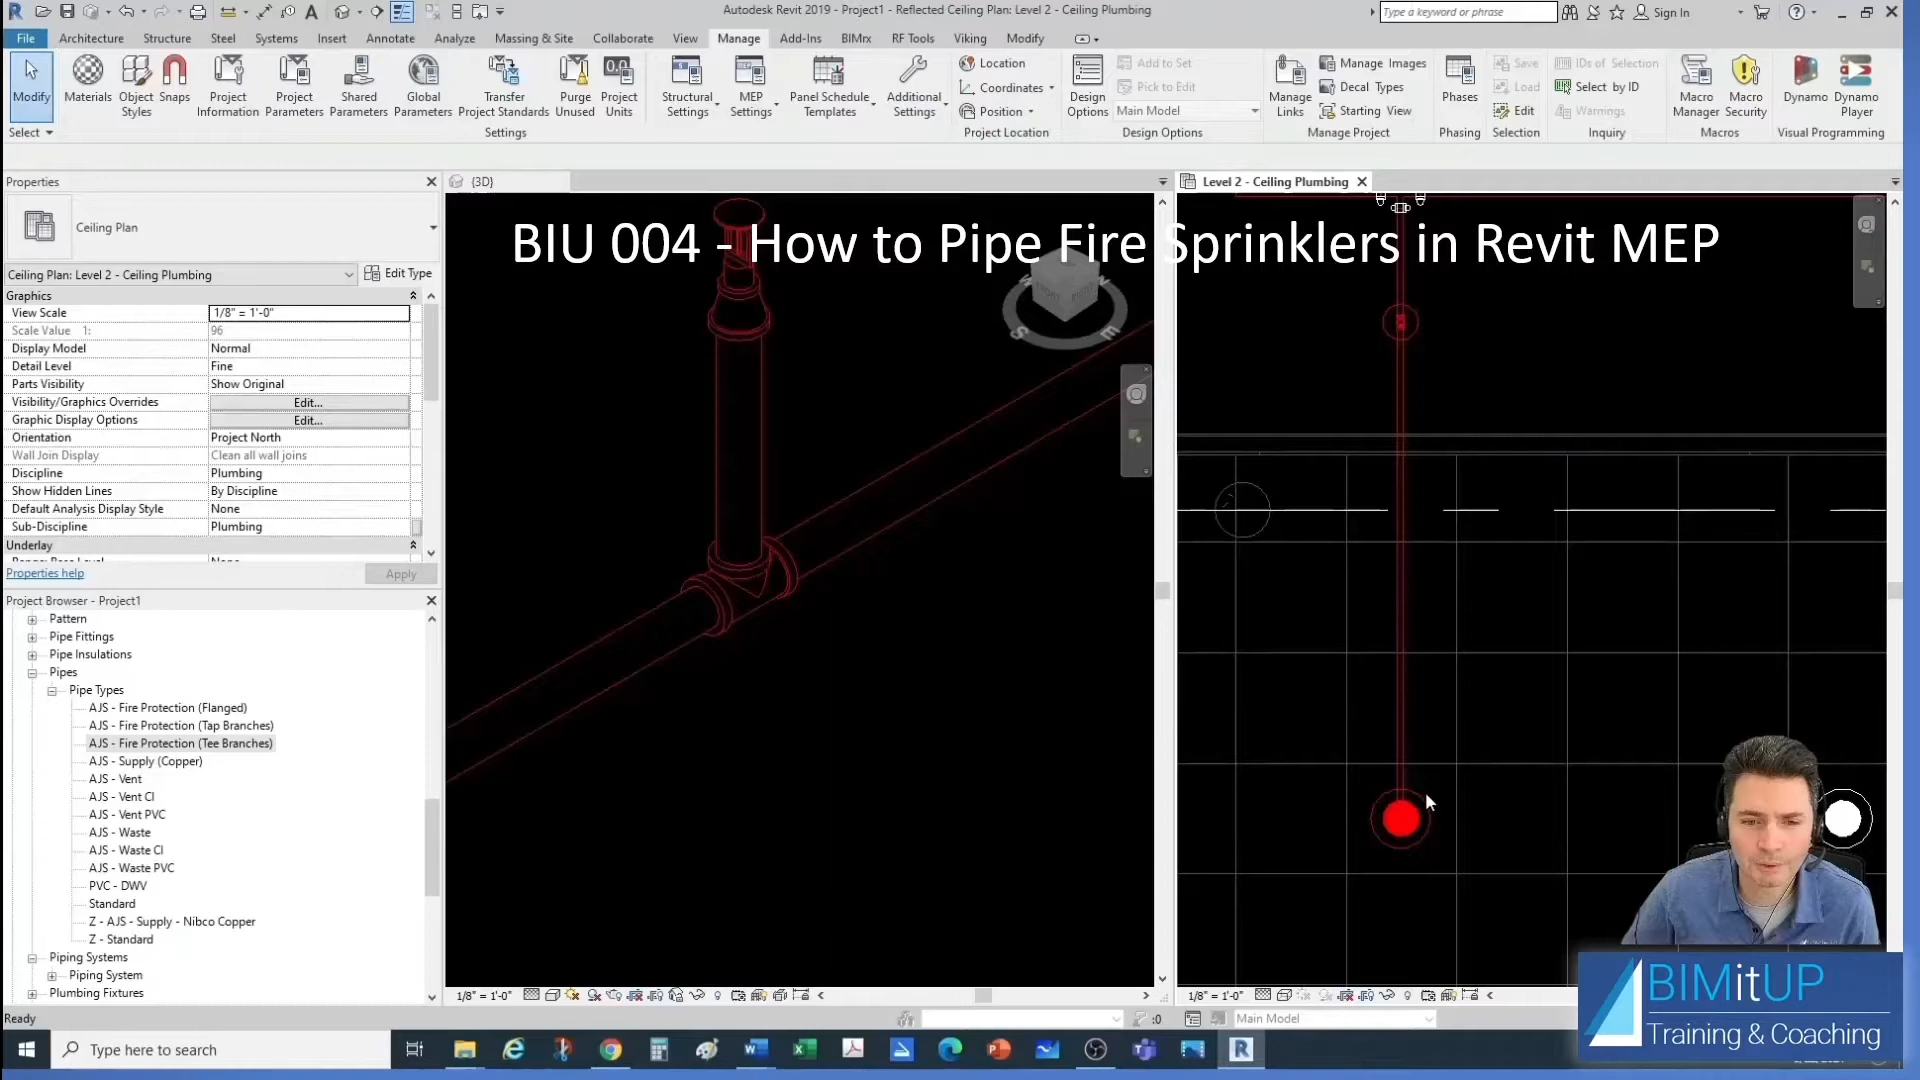 Autodesk Revit 2019 - Project1 - Reflected Ceiling Plan: Level 2 - Ceiling Plumbing
Type a keyword or phrase
Sign In
File Architecture Structure Steel Systems Insert Annotate Analyze Massing & Site Collaborate View Manage Add-Ins BIMrx RF Tools Viking Modify
Modify
Materials
Object Styles
Snaps
Project Information
Project Parameters
Shared Parameters
Global Parameters
Transfer Project Standards
Purge Unused
Project Units
Structural Settings
MEP Settings
Panel Schedule Templates
Additional Settings
Location
Coordinates
Position
Design Options
Add to Set
Pick to Edit
Main Model
Manage Links
Manage Images
Decal Types
Starting View
Phases
Save
Load
Edit
IDs of Selection
Select by ID
Warnings
Macro Manager
Macro Security
Dynamo
Dynamo Player
Select
Settings
Project Location
Design Options
Manage Project
Phasing
Selection
Inquiry
Macros
Visual Programming
Properties
{3D}
Level 2 - Ceiling Plumbing
BIU 004 - How to Pipe Fire Sprinklers in Revit MEP
Ceiling Plan
Ceiling Plan: Level 2 - Ceiling Plumbing
Edit Type
Graphics
View Scale 1/8" = 1'-0"
Scale Value 1: 96
Display Model Normal
Detail Level Fine
Parts Visibility Show Original
Visibility/Graphics Overrides Edit...
Graphic Display Options Edit...
Orientation Project North
Wall Join Display Clean all wall joins
Discipline Plumbing
Show Hidden Lines By Discipline
Default Analysis Display Style None
Sub-Discipline Plumbing
Underlay
Properties help
Apply
Project Browser - Project1
Pattern
Pipe Fittings
Pipe Insulations
Pipes
Pipe Types
AJS - Fire Protection (Flanged)
AJS - Fire Protection (Tap Branches)
AJS - Fire Protection (Tee Branches)
AJS - Supply (Copper)
AJS - Vent
AJS - Vent CI
AJS - Vent PVC
AJS - Waste
AJS - Waste CI
AJS - Waste PVC
PVC - DWV
Standard
Z - AJS - Supply - Nibco Copper
Z - Standard
Piping Systems
Piping System
Plumbing Fixtures
S
E
1/8" = 1'-0"
1/8" = 1'-0"
Ready
:0
Main Model
Type here to search
BIMitUP
Training & Coaching